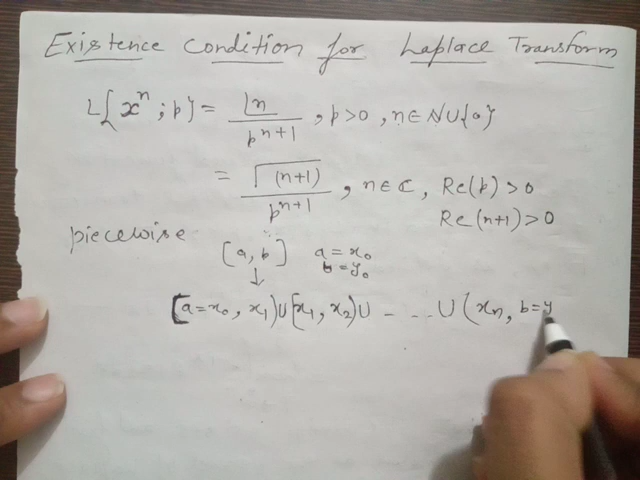 Existence Condition for Laplace Transform
L{x^n ; p} = ⌊n / p^{n+1} , p>0 , n∈N∪{0}
= Γ(n+1) / p^{n+1} , n∈ℂ, Re(p)>0
Re(n+1)>0
piecewise
[a, b] a=x₀
b=y₀
↓
[a=x₀, x₁)∪[x₁, x₂)∪ - ... ∪(xₙ, b=y